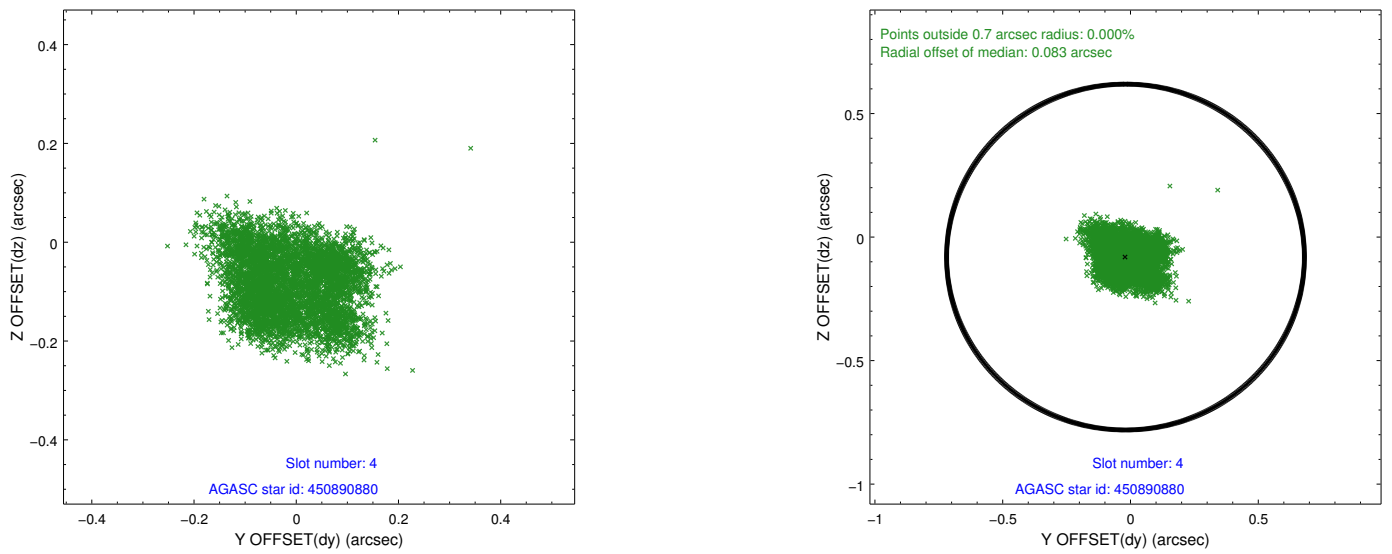 0.4
0.2
0
−0.2
−0.4
Z OFFSET(dz) (arcsec)
Slot number: 4
AGASC star id: 450890880
−0.4
−0.2
0
0.2
0.4
Y OFFSET(dy) (arcsec)
Points outside 0.7 arcsec radius: 0.000%
Radial offset of median: 0.083 arcsec
0.5
0
−0.5
−1
Z OFFSET(dz) (arcsec)
Slot number: 4
AGASC star id: 450890880
−1
−0.5
0
0.5
Y OFFSET(dy) (arcsec)